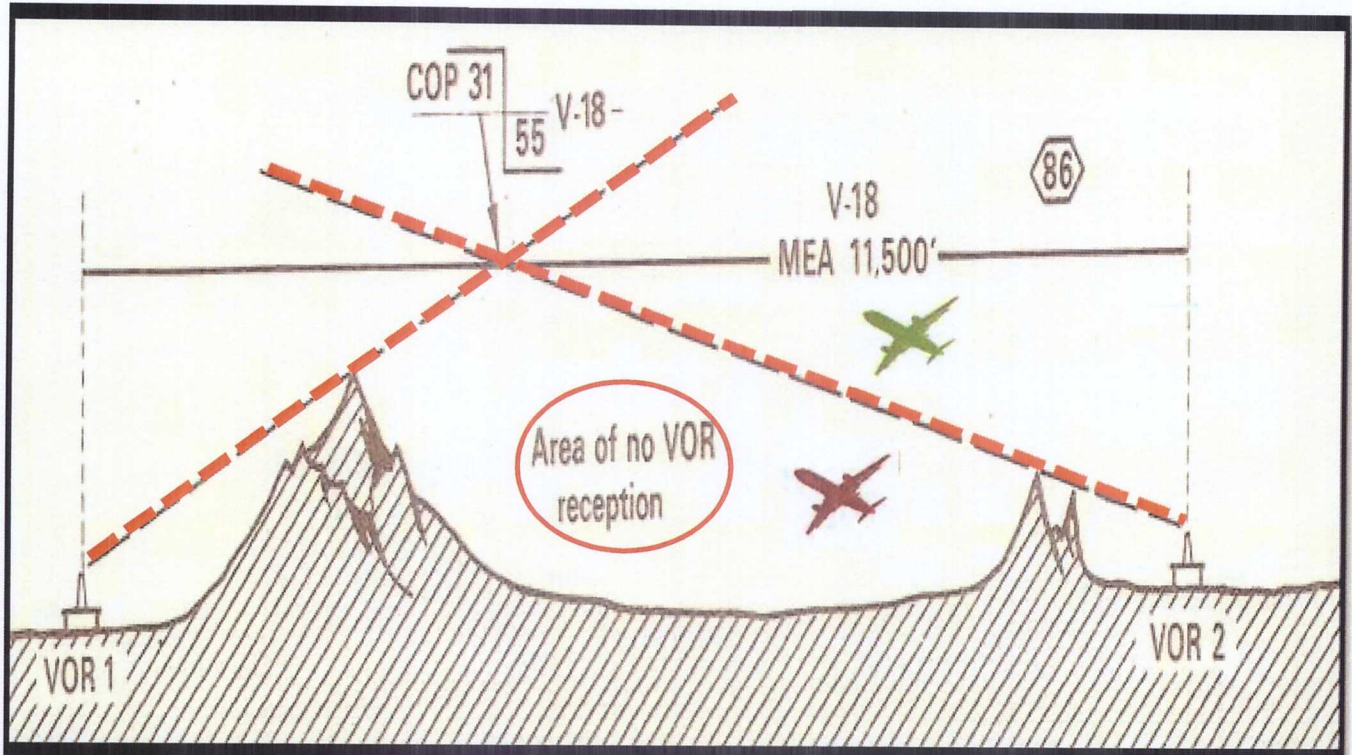 COP 31
55
V-18-
86
V-18
MEA 11,500'
Area of no VOR
reception
VOR 1
VOR 2